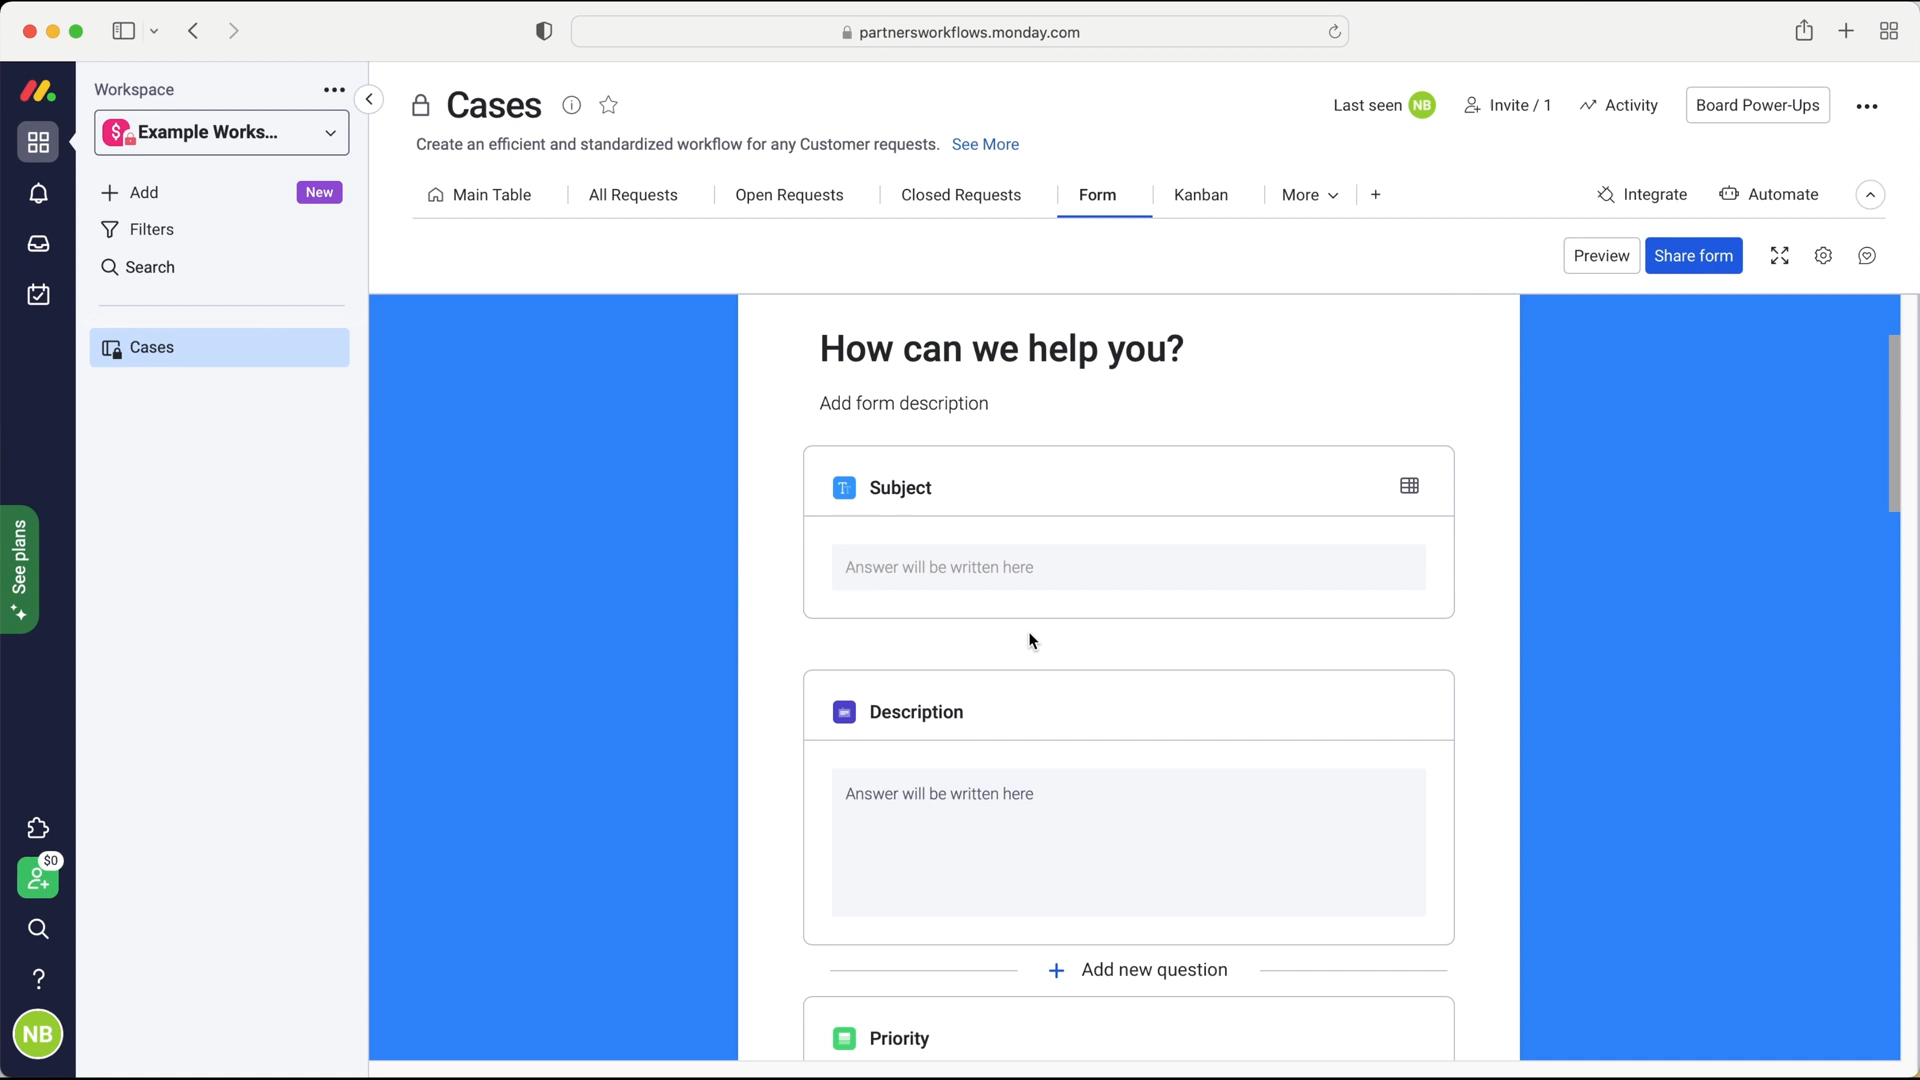 partnersworkflows.monday.com
Workspace
$ Example Works...
Add New
Filters
Search
Cases
See plans
$0
?
NB
Cases
Last seen NB Invite / 1 Activity Board Power-Ups
Create an efficient and standardized workflow for any Customer requests. See More
Main Table All Requests Open Requests Closed Requests Form Kanban More + Integrate Automate
Preview Share form
How can we help you?
Add form description
Subject
Answer will be written here
Description
Answer will be written here
+ Add new question
Priority